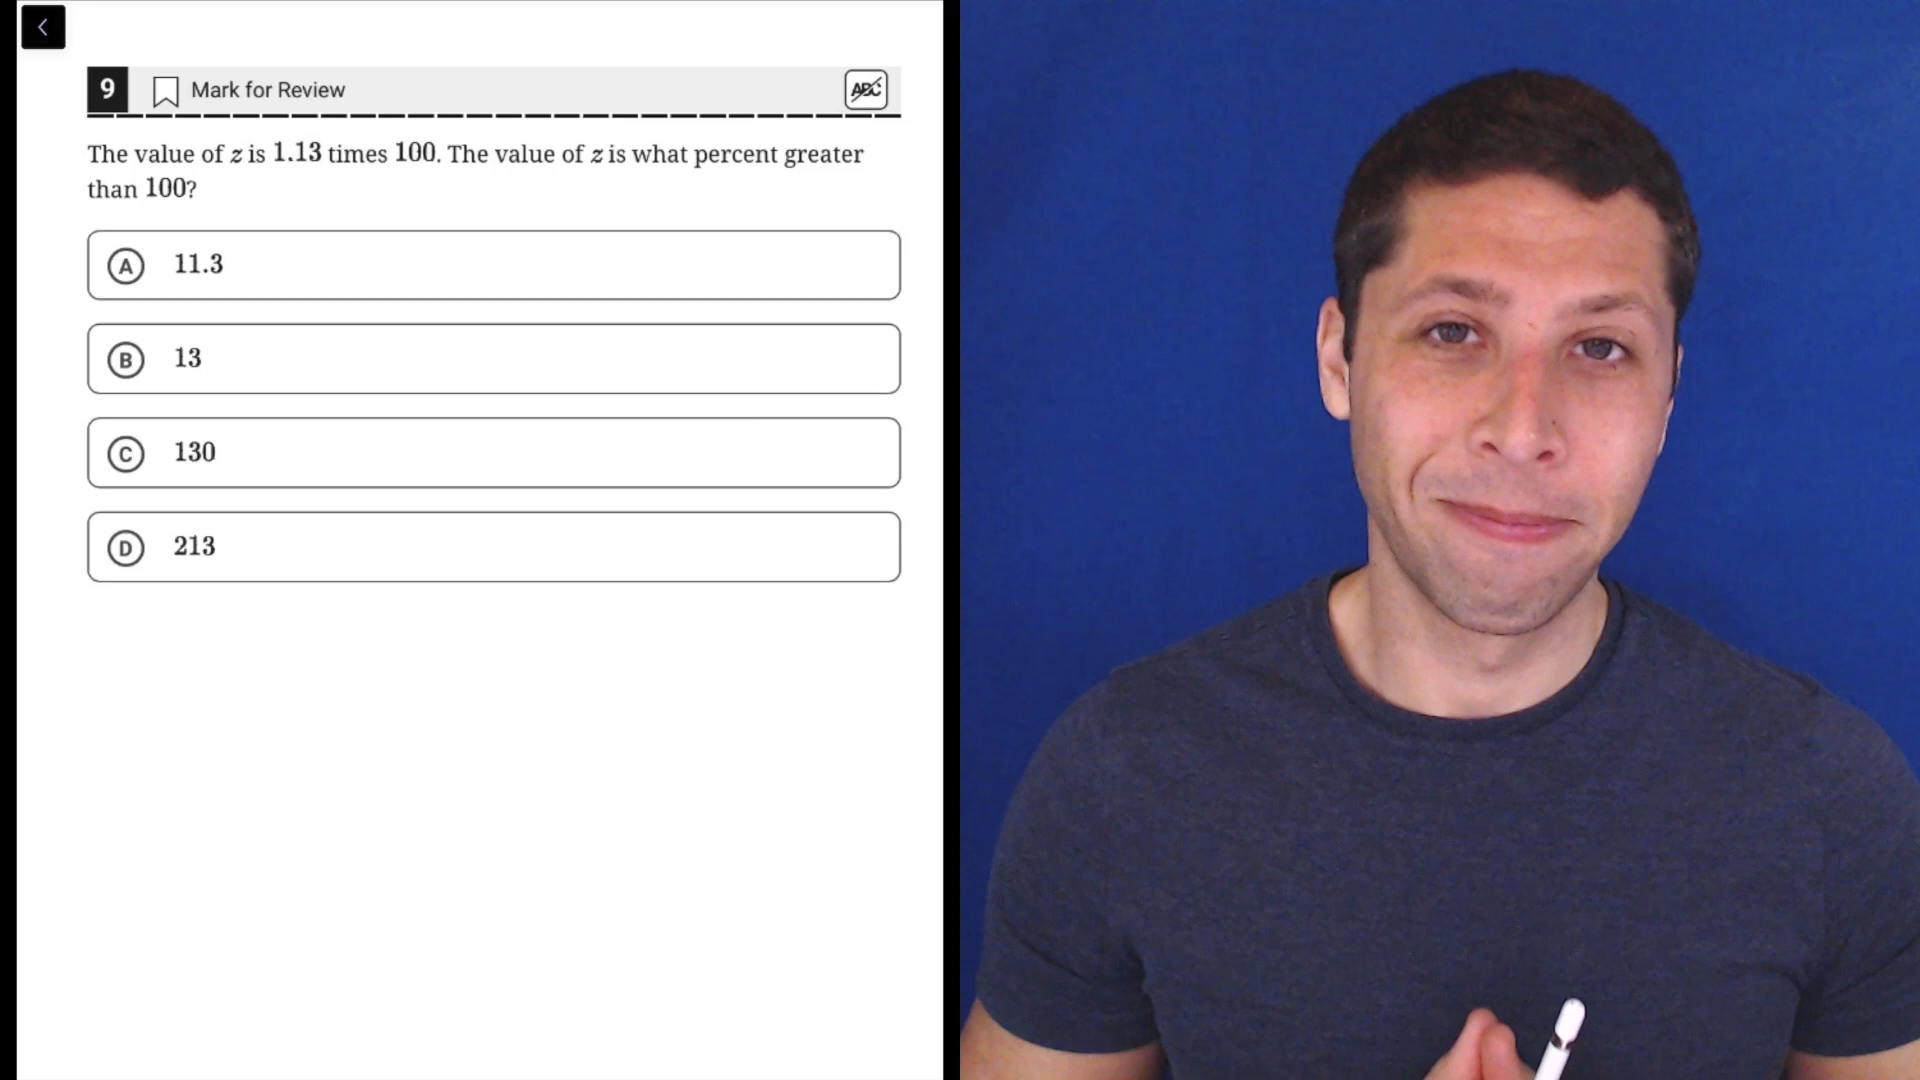 9 Mark for Review ABC
The value of z is 1.13 times 100. The value of z is what percent greater
than 100?
A 11.3
B 13
C 130
D 213